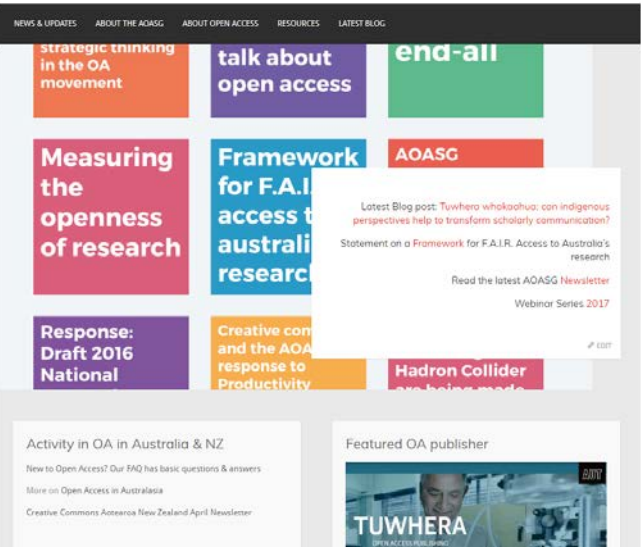 NEWS & UPDATES ABOUT THE AOASG ABOUT OPEN ACCESS RESOURCES LATEST BLOG
strategic thinking
in the OA
movement
talk about
open access
end-all
Measuring
the
openness
of research
Framework
for F.A.I.
access t
australi
researc
AOASG
Latest Blog post: Tuwhera whakaahua: can indigenous
perspectives help to transform scholarly communication?
Statement on a Framework for F.A.I.R. Access to Australia's
research
Read the latest AOASG Newsletter
Webinar Series 2017
EDIT
Response:
Draft 2016
National
Creative com
and the AOA
response to
Productivity
Hadron Collider
are being made
Activity in OA in Australia & NZ
New to Open Access? Our FAQ has basic questions & answers
More on Open Access in Australasia
Creative Commons Aotearoa New Zealand April Newsletter
Featured OA publisher
AUT
TUWHERA
OPEN ACCESS PUBLISHING